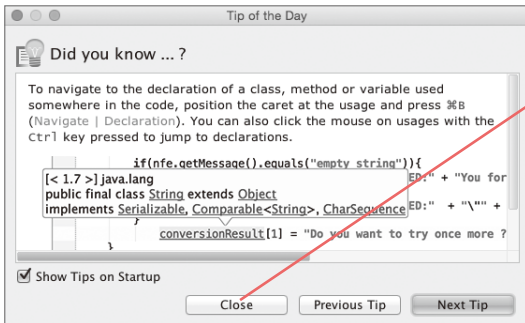 Tip of the Day
Did you know ... ?
To navigate to the declaration of a class, method or variable used
somewhere in the code, position the caret at the usage and press ⌘B
(Navigate | Declaration). You can also click the mouse on usages with the
Ctrl key pressed to jump to declarations.
if(nfe.getMessage().equals("empty string")){
[< 1.7 >] java.lang
ED:" + "You for
public final class String extends Object
implements Serializable, Comparable<String>, CharSequence
ED:" + "\"" +
}
conversionResult[1] = "Do you want to try once more ?
}
Show Tips on Startup
Close Previous Tip Next Tip